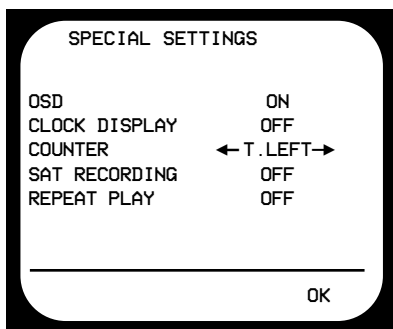 SPECIAL SETTINGS
OSD ON
CLOCK DISPLAY OFF
COUNTER ←T.LEFT→
SAT RECORDING OFF
REPEAT PLAY OFF
OK